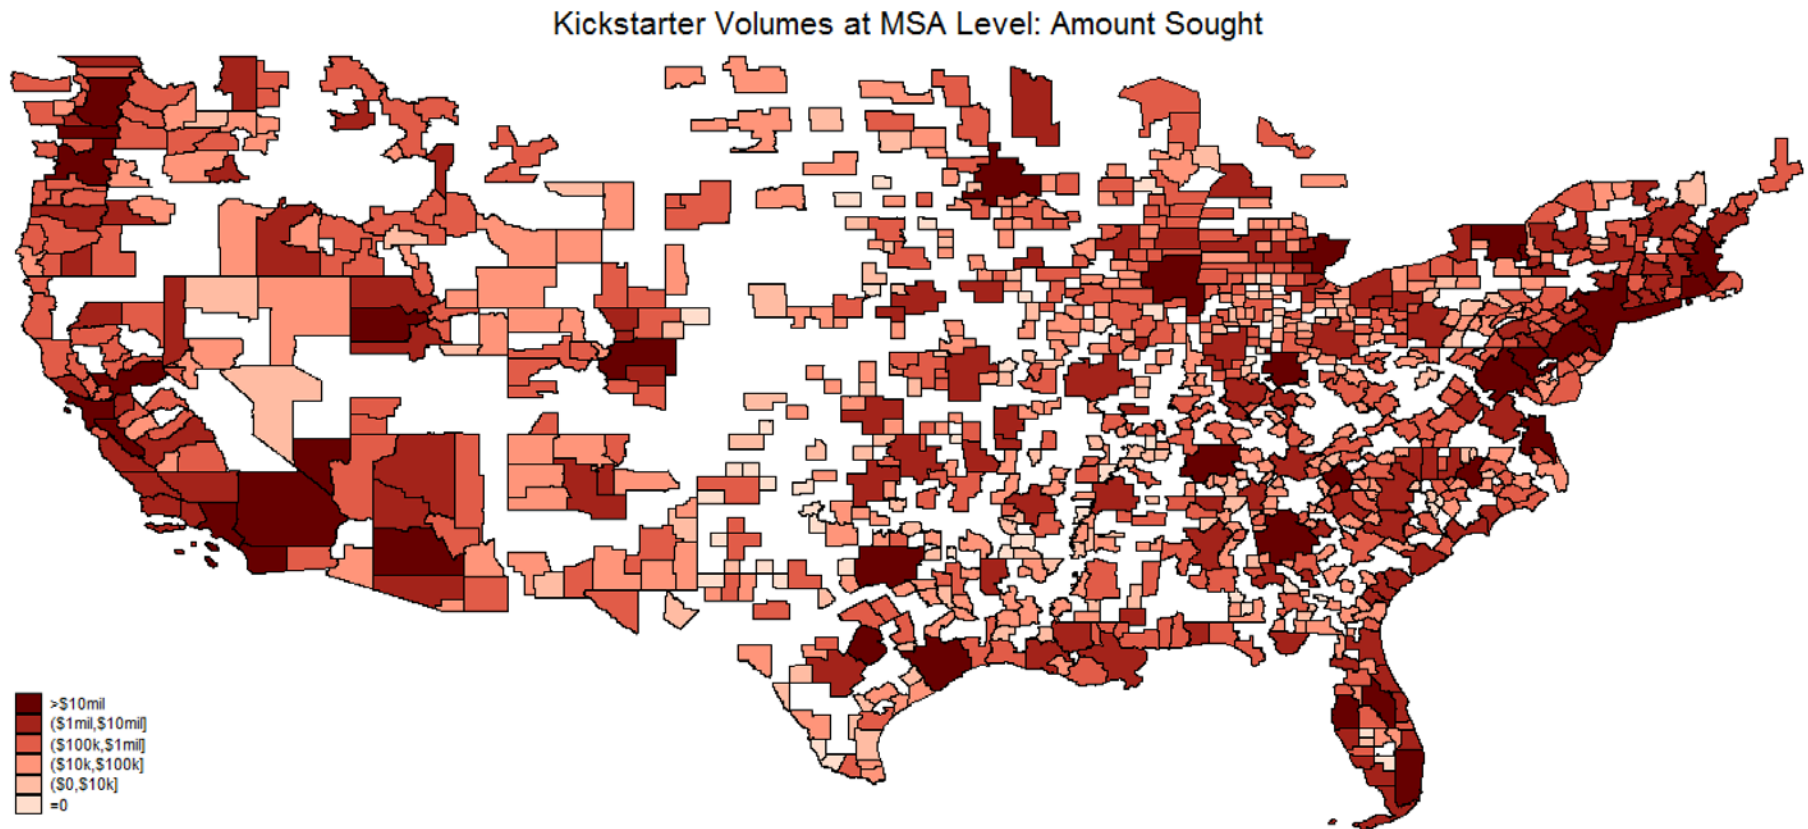 Kickstarter Volumes at MSA Level: Amount Sought
>$10mil
($1mil,$10mil]
($100k,$1mil]
($10k,$100k]
($0,$10k]
=0